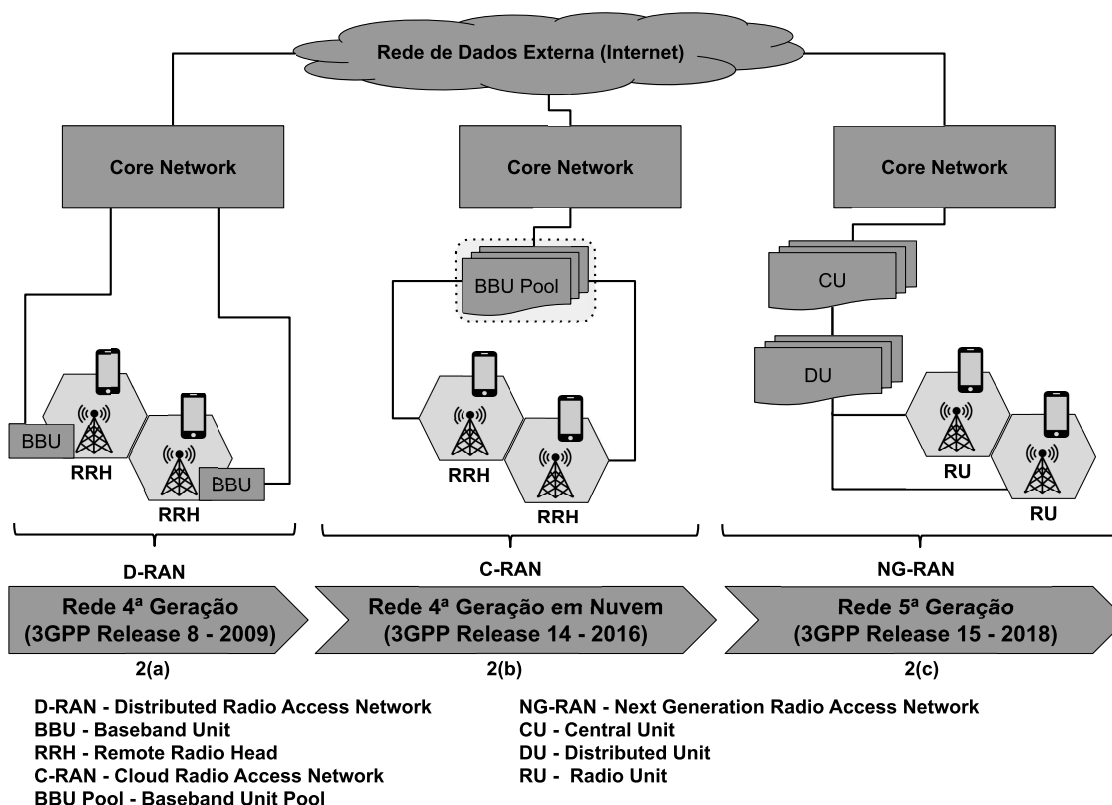 Rede de Dados Externa (Internet)
Core Network
Core Network
Core Network
BBU Pool
CU
DU
BBU
RRH
BBU
RRH
RRH
RRH
RU
RU
D-RAN
C-RAN
NG-RAN
Rede 4ª Geração
(3GPP Release 8 - 2009)
Rede 4ª Geração em Nuvem
(3GPP Release 14 - 2016)
Rede 5ª Geração
(3GPP Release 15 - 2018)
2(a)
2(b)
2(c)
D-RAN - Distributed Radio Access Network
BBU - Baseband Unit
RRH - Remote Radio Head
C-RAN - Cloud Radio Access Network
BBU Pool - Baseband Unit Pool
NG-RAN - Next Generation Radio Access Network
CU - Central Unit
DU - Distributed Unit
RU -  Radio Unit